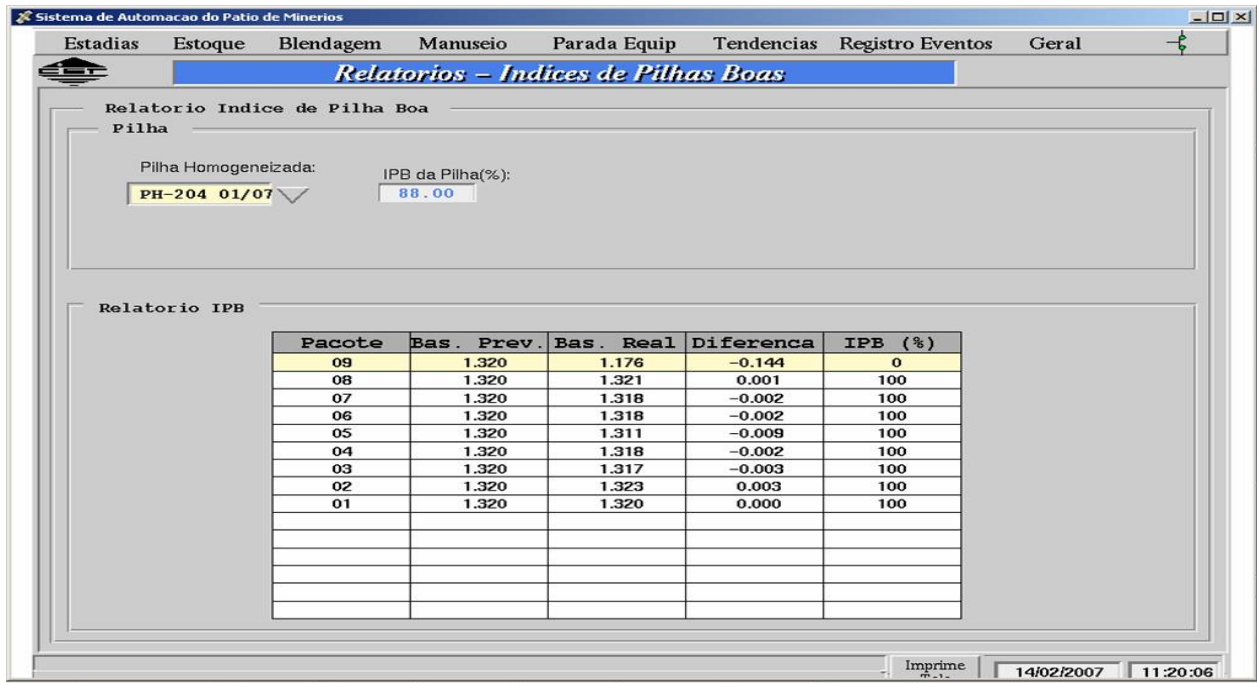 Sistema de Automacao do Patio de Minerios
Estadias Estoque Blendagem Manuseio Parada Equip Tendencias Registro Eventos Geral
Relatorios - Indices de Pilhas Boas
Relatorio Indice de Pilha Boa
Pilha
Pilha Homogeneizada: IPB da Pilha(%):
PH-204 01/07 88.00
Relatorio IPB
Pacote Bas. Prev. Bas. Real Diferenca IPB (%)
09 1.320 1.176 -0.144 0
08 1.320 1.321 0.001 100
07 1.320 1.318 -0.002 100
06 1.320 1.318 -0.002 100
05 1.320 1.311 -0.009 100
04 1.320 1.318 -0.002 100
03 1.320 1.317 -0.003 100
02 1.320 1.323 0.003 100
01 1.320 1.320 0.000 100
Imprime
14/02/2007 11:20:06